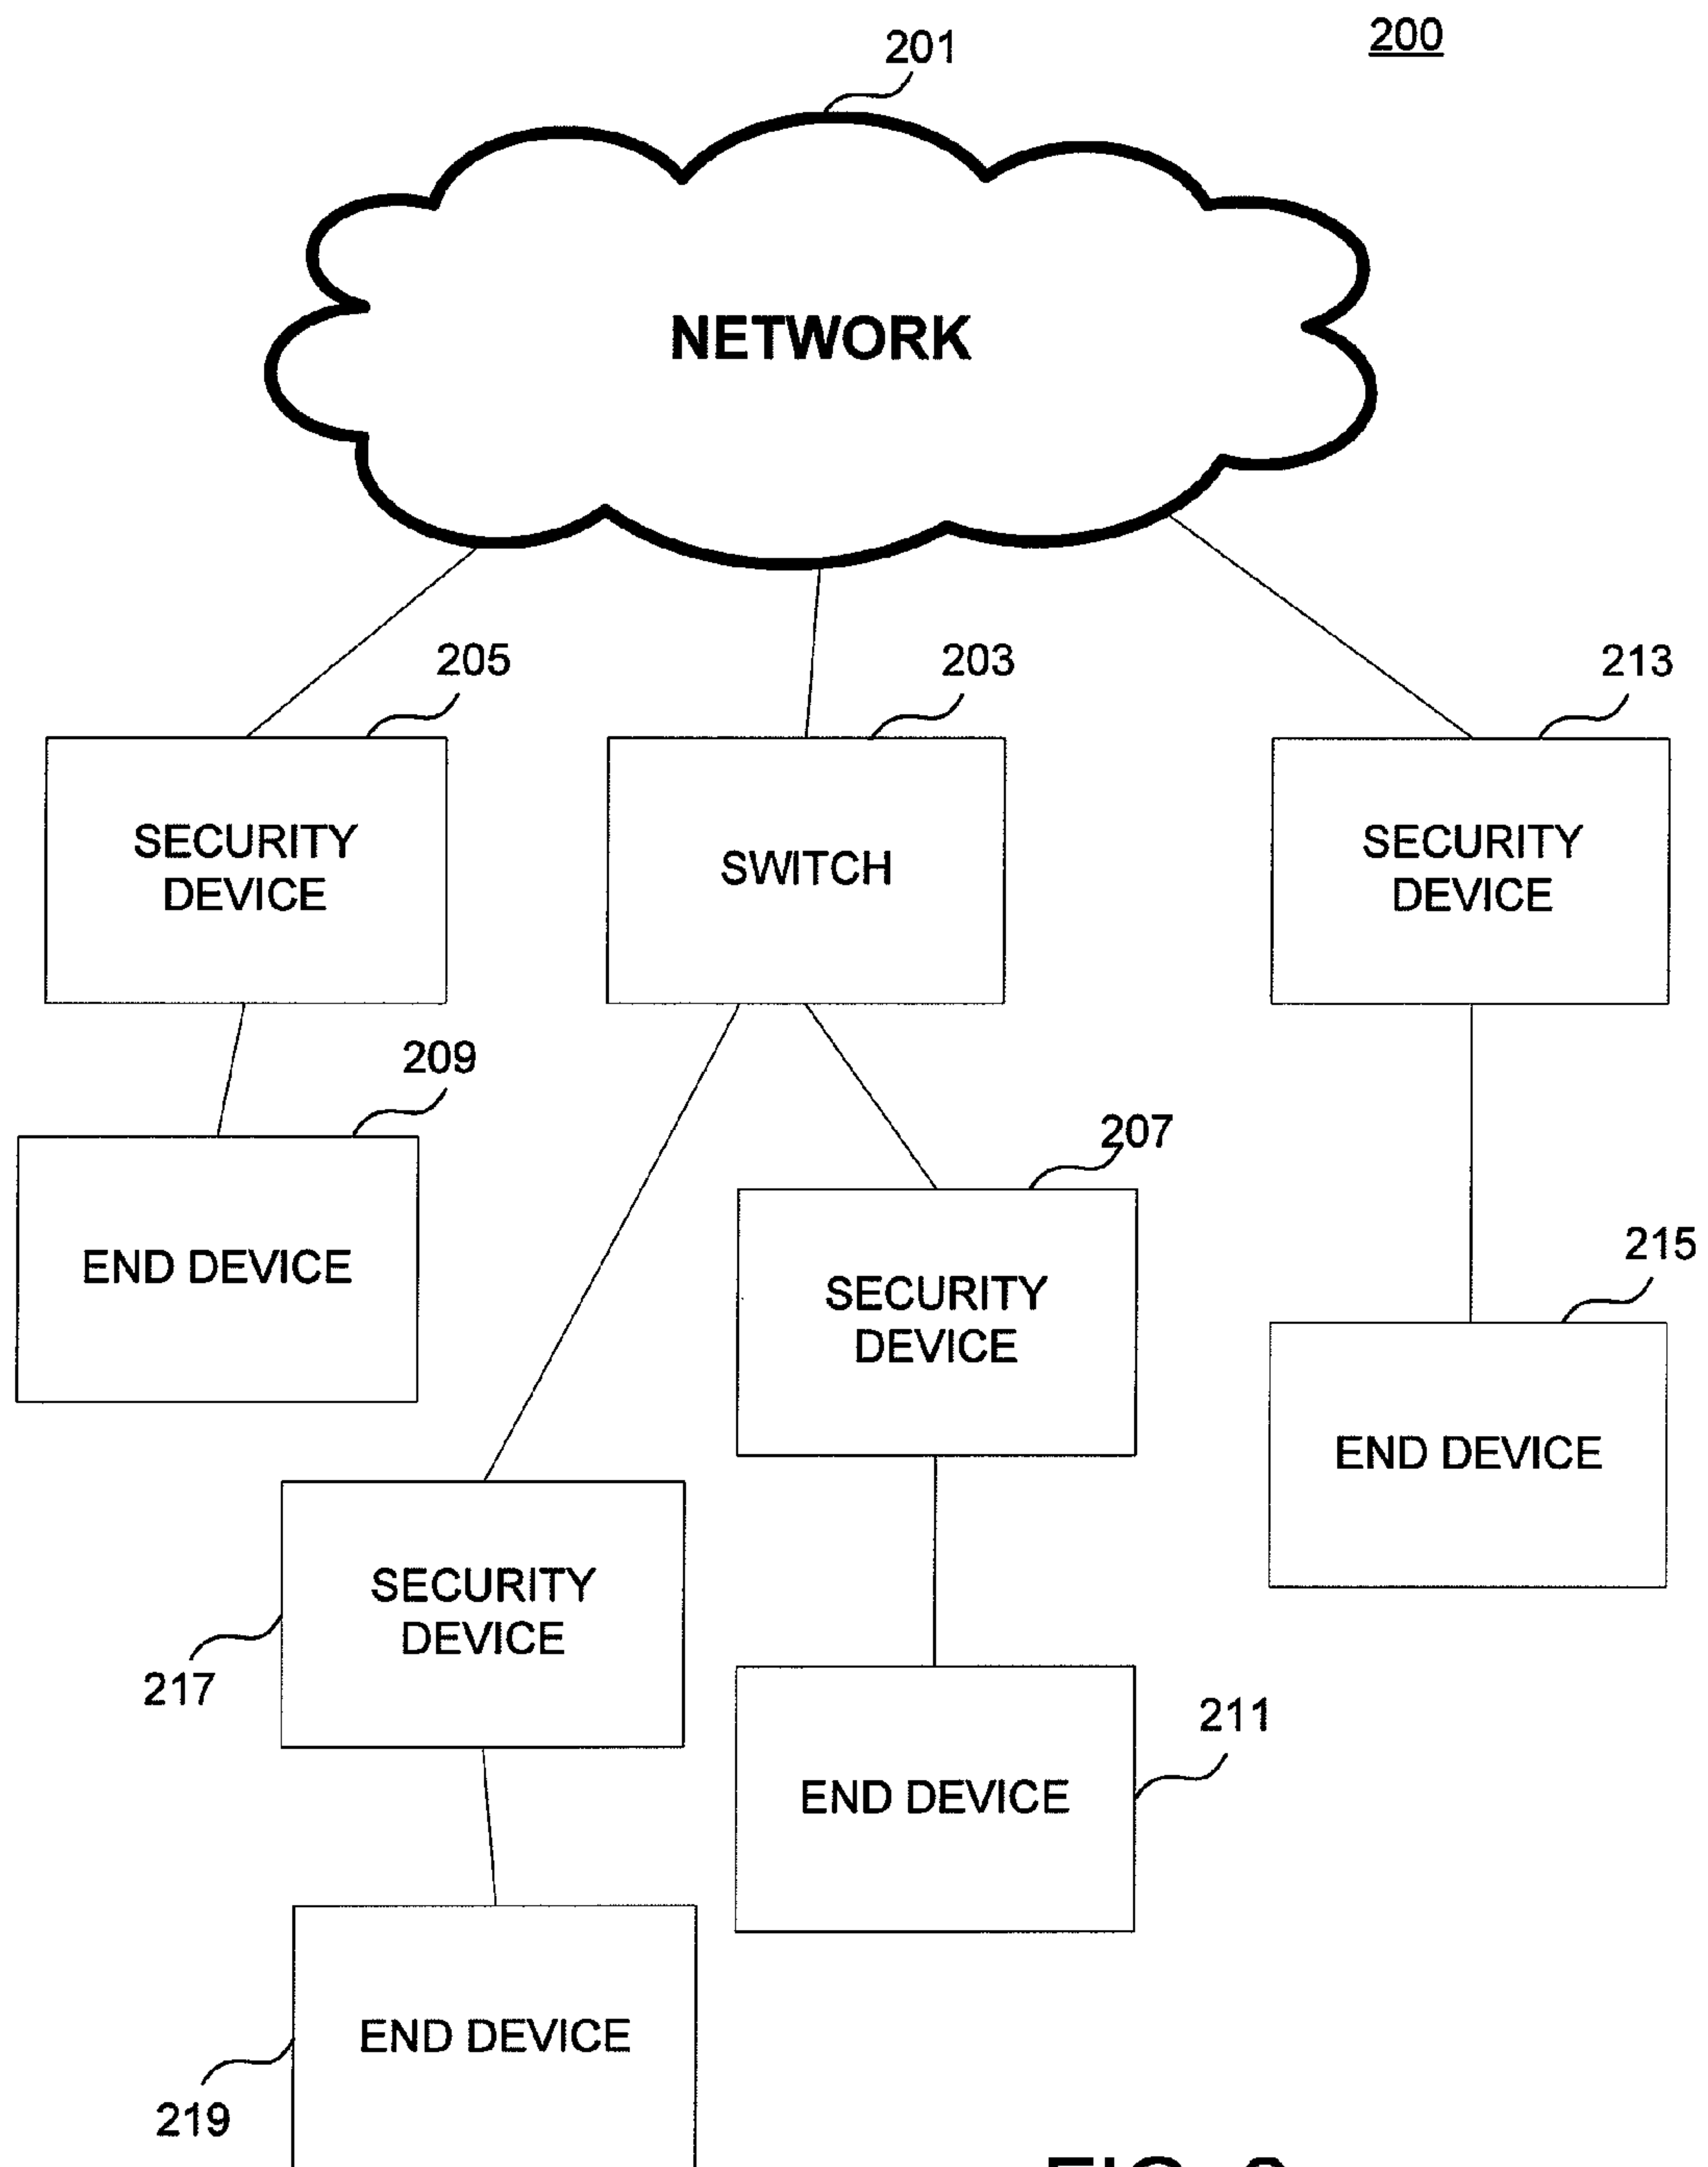 200
201
NETWORK
205
203
213
SECURITY
DEVICE
SWITCH
SECURITY
DEVICE
209
207
END DEVICE
215
SECURITY
DEVICE
END DEVICE
SECURITY
DEVICE
217
211
END DEVICE
END DEVICE
219